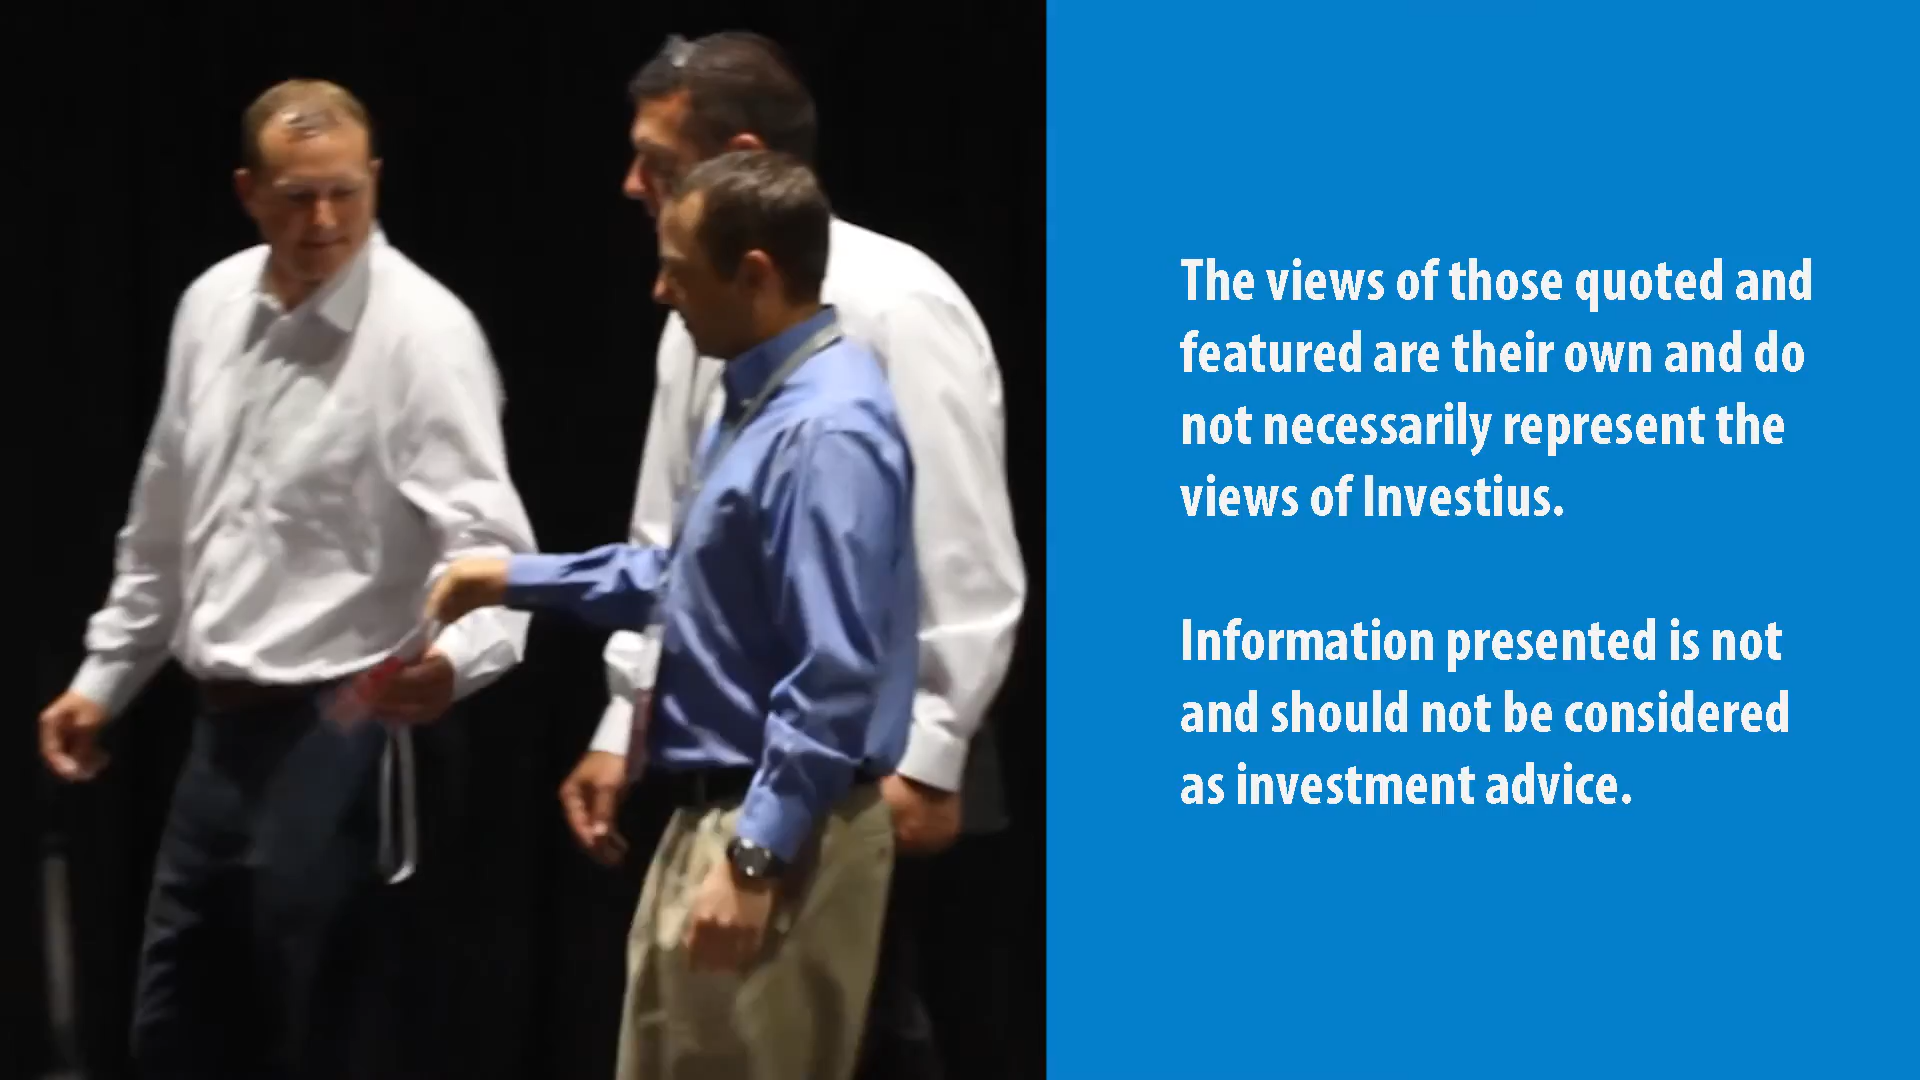 The views of those quoted and
featured are their own and do
not necessarily represent the
views of Investius.
Information presented is not
and should not be considered
as investment advice.